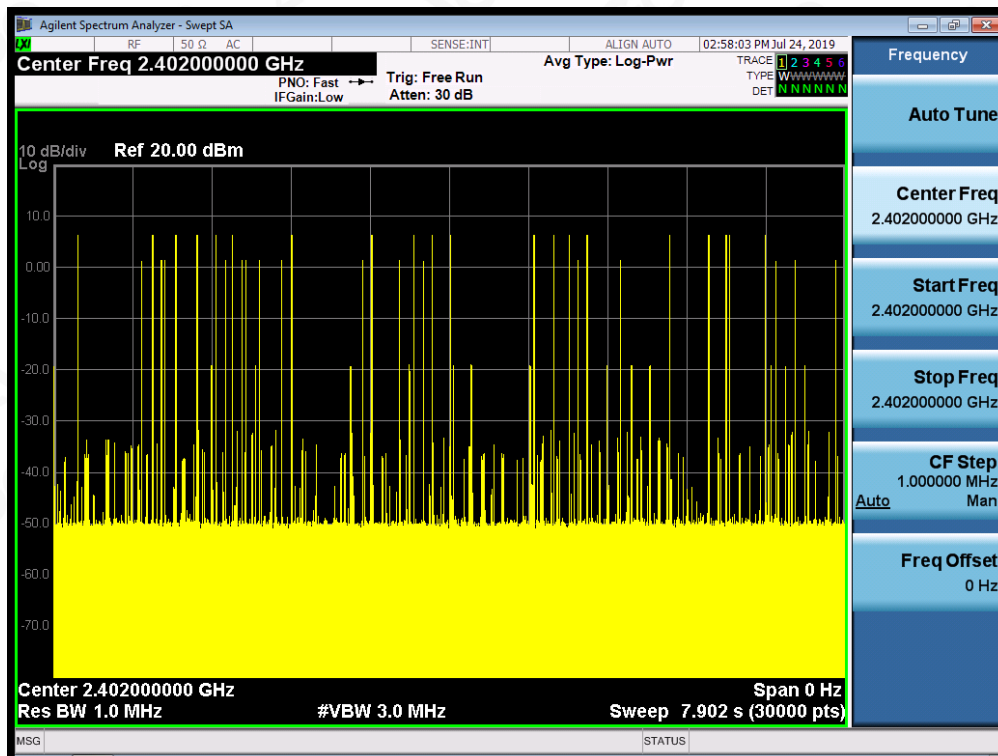 Agilent Spectrum Analyzer - Swept SA
LXI RF 50 Ω AC SENSE:INT ALIGN AUTO 02:58:03 PM Jul 24, 2019
Center Freq 2.402000000 GHz
PNO: Fast
IFGain:Low
Trig: Free Run
Atten: 30 dB
Avg Type: Log-Pwr
TRACE 1 2 3 4 5 6
TYPE WWWWWW
DET N N N N N N
10 dB/div
Log
Ref 20.00 dBm
10.0
0.00
-10.0
-20.0
-30.0
-40.0
-50.0
-60.0
-70.0
Center 2.402000000 GHz
Span 0 Hz
Res BW 1.0 MHz
#VBW 3.0 MHz
Sweep 7.902 s (30000 pts)
MSG
STATUS
Frequency
Auto Tune
Center Freq
2.402000000 GHz
Start Freq
2.402000000 GHz
Stop Freq
2.402000000 GHz
CF Step
1.000000 MHz
Auto Man
Freq Offset
0 Hz